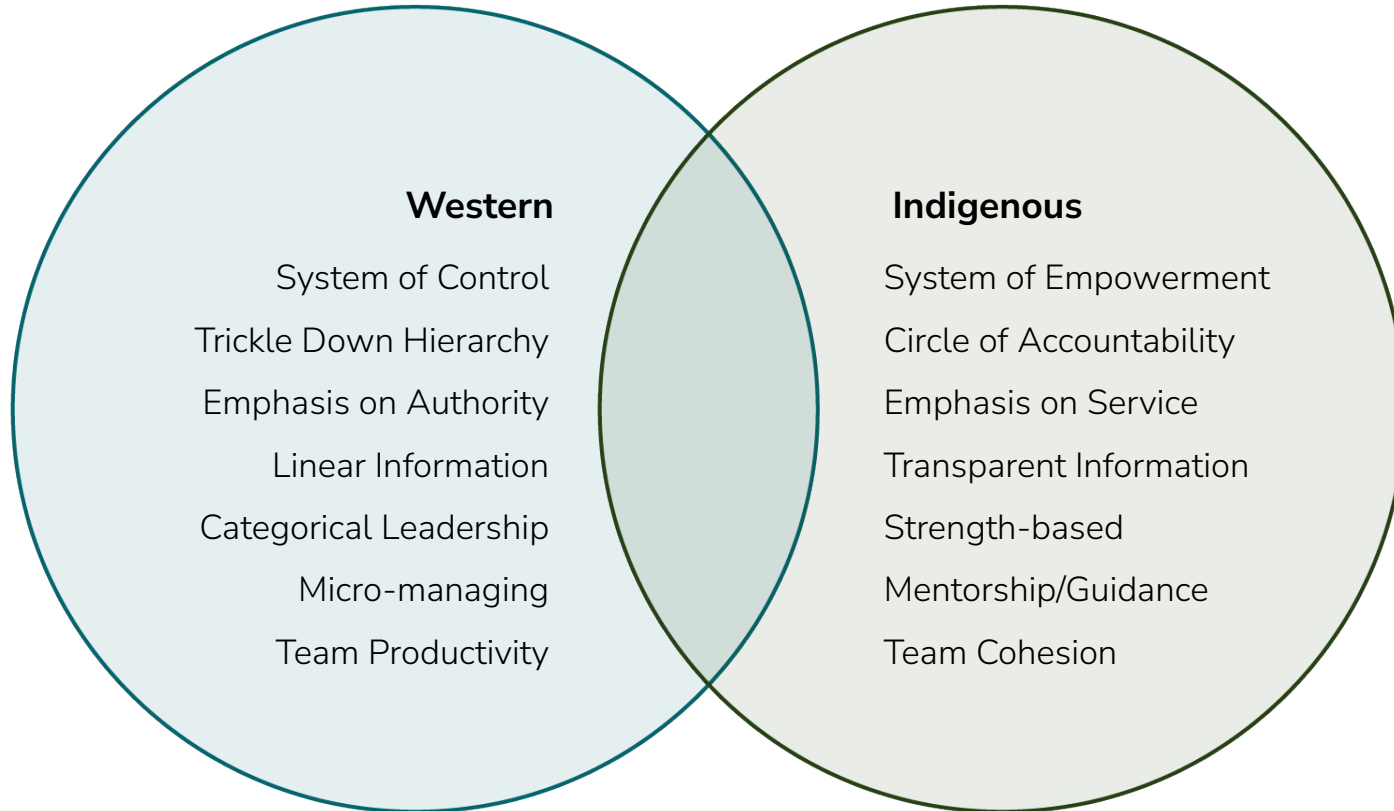 Western
System of Control
Trickle Down Hierarchy
Emphasis on Authority
Linear Information
Categorical Leadership
Micro-managing
Team Productivity
Indigenous
System of Empowerment
Circle of Accountability
Emphasis on Service
Transparent Information
Strength-based
Mentorship/Guidance
Team Cohesion